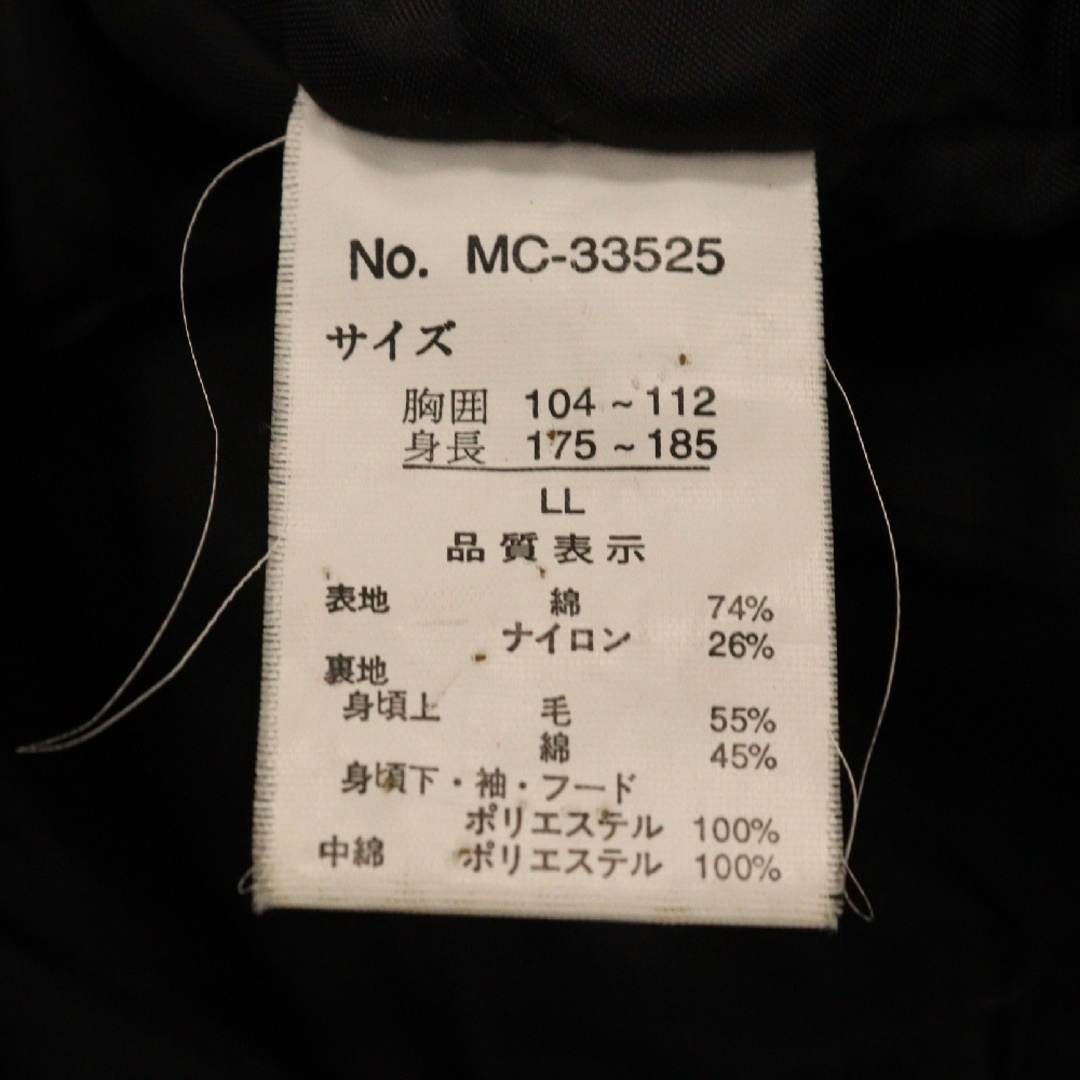 No. MC-33525
サイズ
胸囲 104 ~ 112
身長 175 ~ 185
LL
品質表示
表地 綿 74%
ナイロン 26%
裏地
身頃上 毛 55%
綿 45%
身頃下・袖・フード
ポリエステル 100%
中綿 ポリエステル 100%